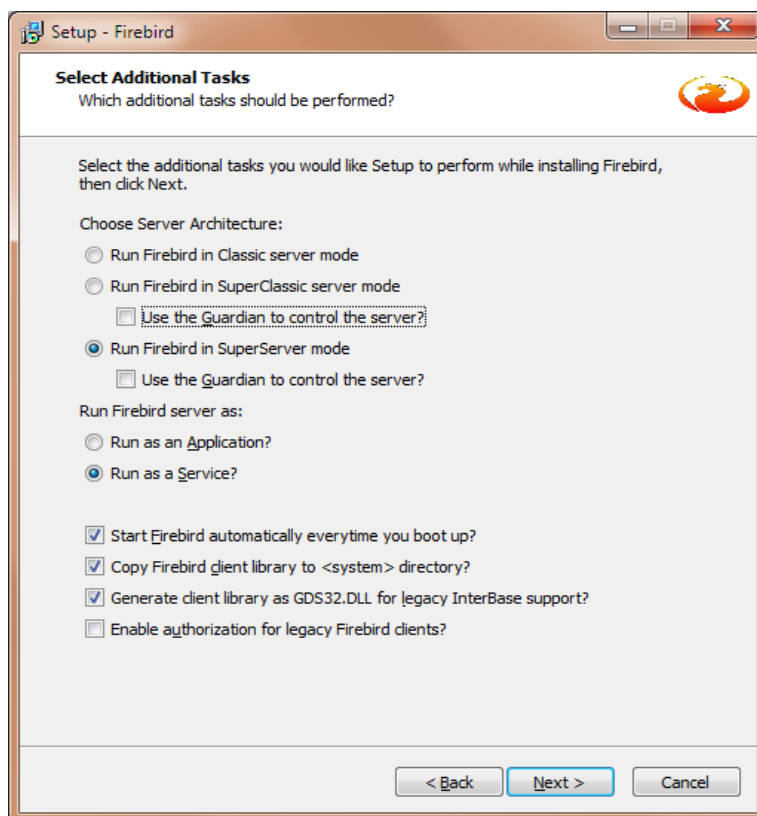 Setup - Firebird
Select Additional Tasks
Which additional tasks should be performed?
Select the additional tasks you would like Setup to perform while installing Firebird,
then click Next.
Choose Server Architecture:
Run Firebird in Classic server mode
Run Firebird in SuperClassic server mode
Use the Guardian to control the server?
Run Firebird in SuperServer mode
Use the Guardian to control the server?
Run Firebird server as:
Run as an Application?
Run as a Service?
Start Firebird automatically everytime you boot up?
Copy Firebird client library to <system> directory?
Generate client library as GDS32.DLL for legacy InterBase support?
Enable authorization for legacy Firebird clients?
< Back Next > Cancel